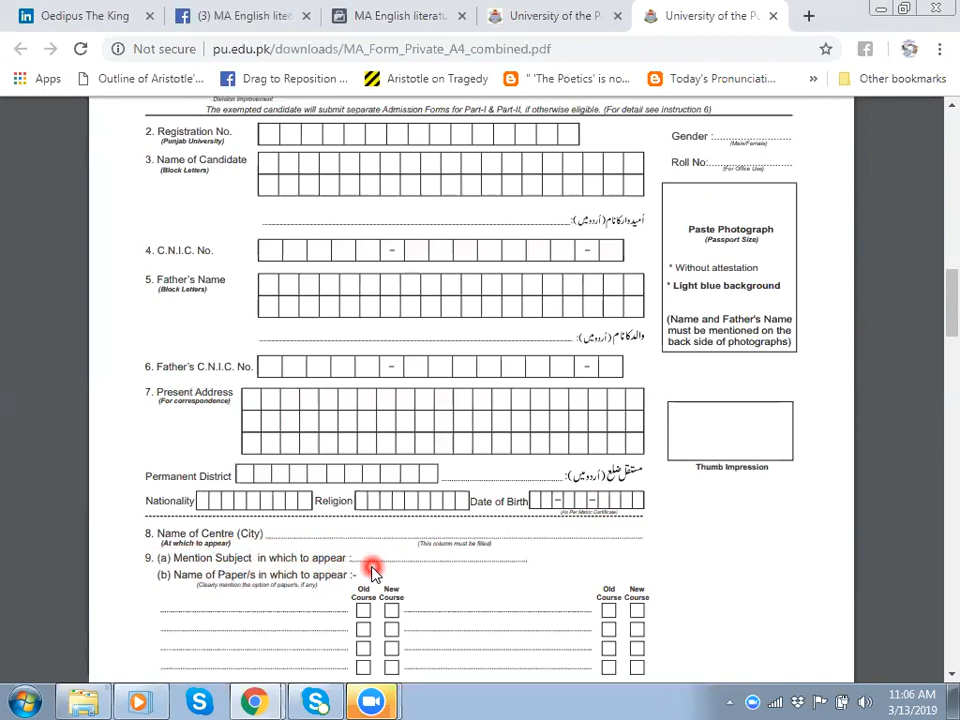 Oedipus The King
(3) MA English lite
MA English literatu
University of the P
University of the Pu
Not secure
pu.edu.pk/downloads/MA_Form_Private_A4_combined.pdf
Apps
Outline of Aristotle'...
Drag to Reposition ...
Aristotle on Tragedy
" 'The Poetics' is no...
Today's Pronunciati...
»
Other bookmarks
Division Improvement
The exempted candidate will submit separate Admission Forms for Part-I & Part-II, if otherwise eligible. (For detail see instruction 6)
2. Registration No.
(Punjab University)
Gender :
(Male/Female)
3. Name of Candidate
(Block Letters)
Roll No:
(For Office Use)
امیدوار کا نام (اُردو میں):
Paste Photograph
(Passport Size)
* Without attestation
* Light blue background
(Name and Father's Name
must be mentioned on the
back side of photographs)
4. C.N.I.C. No.
5. Father's Name
(Block Letters)
والد کا نام (اُردو میں):
6. Father's C.N.I.C. No.
7. Present Address
(For correspondence)
Thumb Impression
Permanent District
مستقل ضلع (اُردو میں):
Nationality
Religion
Date of Birth
(As Per Matric Certificate)
8. Name of Centre (City)
(At which to appear)
(This column must be filled)
9. (a) Mention Subject in which to appear :
(b) Name of Paper/s in which to appear :-
(Clearly mention the option of paper/s, if any)
Old Course
New Course
Old Course
New Course
11:06 AM
3/13/2019